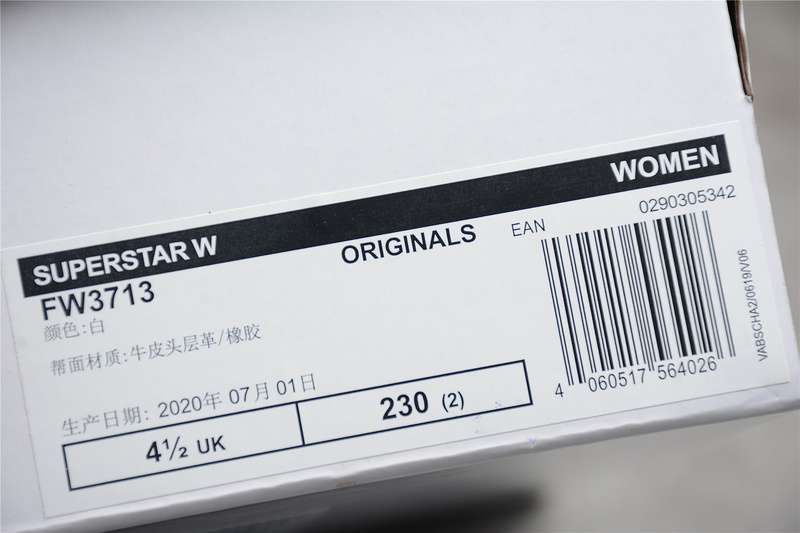 WOMEN
SUPERSTAR W
ORIGINALS
EAN
0290305342
FW3713
颜色:白
帮面材质:牛皮头层革/橡胶
生产日期: 2020年 07月 01日
4½ UK
230 (2)
4 060517 564026
VABSCHA2/0619/V06